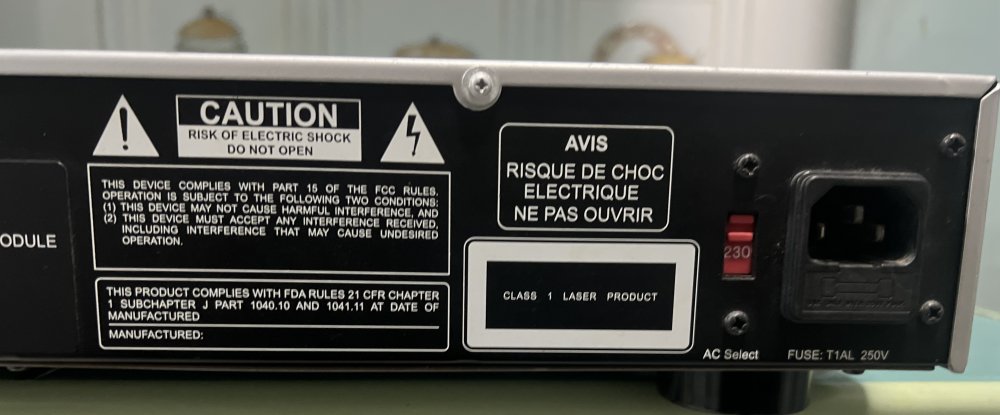 CAUTION
RISK OF ELECTRIC SHOCK
DO NOT OPEN
THIS DEVICE COMPLIES WITH PART 15 OF THE FCC RULES.
OPERATION IS SUBJECT TO THE FOLLOWING TWO CONDITIONS:
(1) THIS DEVICE MAY NOT CAUSE HARMFUL INTERFERENCE, AND
(2) THIS DEVICE MUST ACCEPT ANY INTERFERENCE RECEIVED,
INCLUDING INTERFERENCE THAT MAY CAUSE UNDESIRED
OPERATION.
ODULE
THIS PRODUCT COMPLIES WITH FDA RULES 21 CFR CHAPTER
1 SUBCHAPTER J PART 1040.10 AND 1041.11 AT DATE OF
MANUFACTURED
MANUFACTURED:
AVIS
RISQUE DE CHOC
ELECTRIQUE
NE PAS OUVRIR
CLASS 1 LASER PRODUCT
230
AC Select
FUSE: T1AL 250V